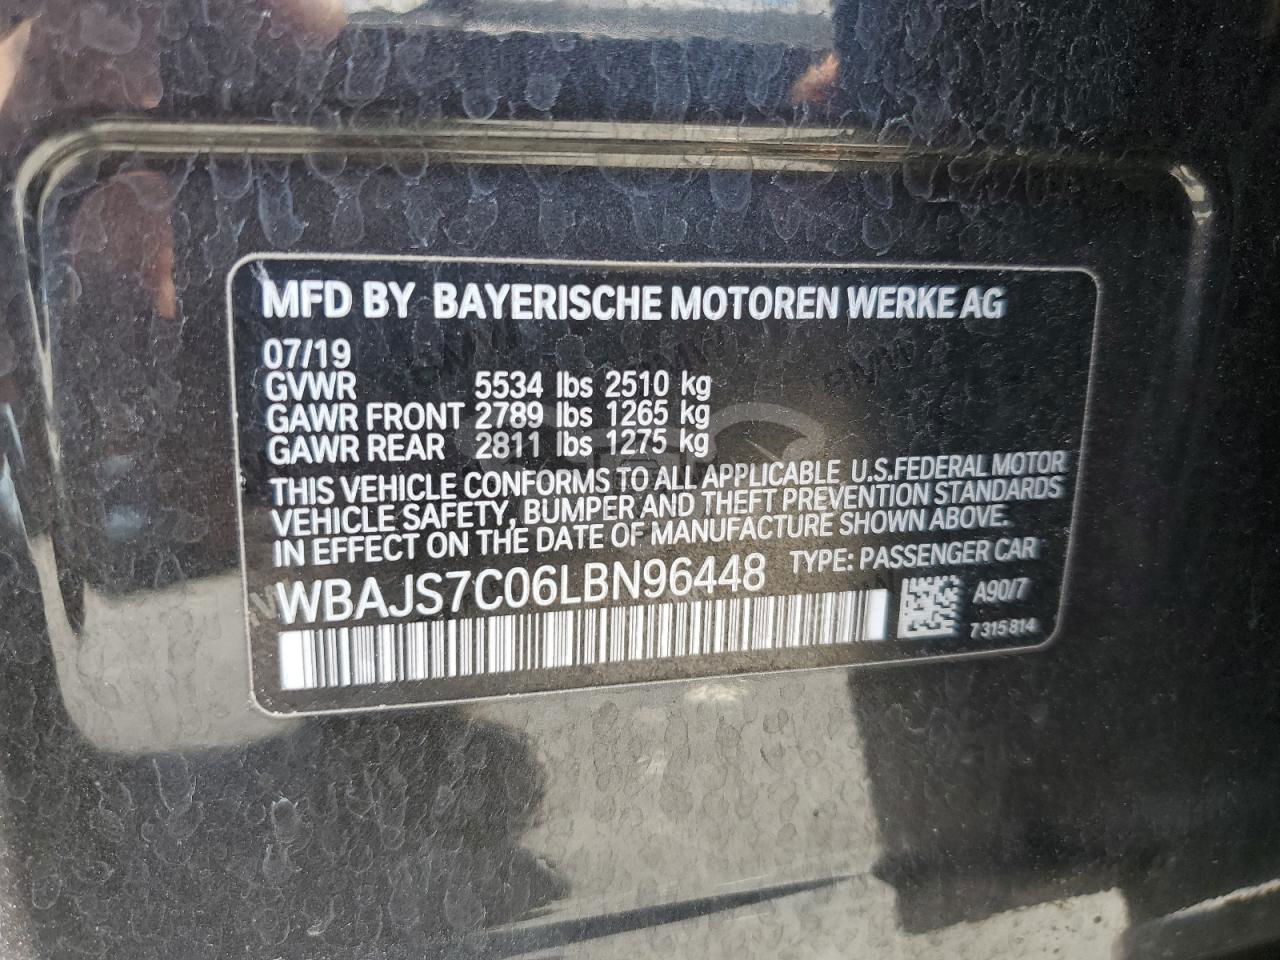 MFD BY BAYERISCHE MOTOREN WERKE AG
07/19
GVWR 5534 lbs 2510 kg
GAWR FRONT 2789 lbs 1265 kg
GAWR REAR 2811 lbs 1275 kg
THIS VEHICLE CONFORMS TO ALL APPLICABLE U.S.FEDERAL MOTOR
VEHICLE SAFETY, BUMPER AND THEFT PREVENTION STANDARDS
IN EFFECT ON THE DATE OF MANUFACTURE SHOWN ABOVE.
WBAJS7C06LBN96448 TYPE: PASSENGER CAR
A90/7
7 315 814